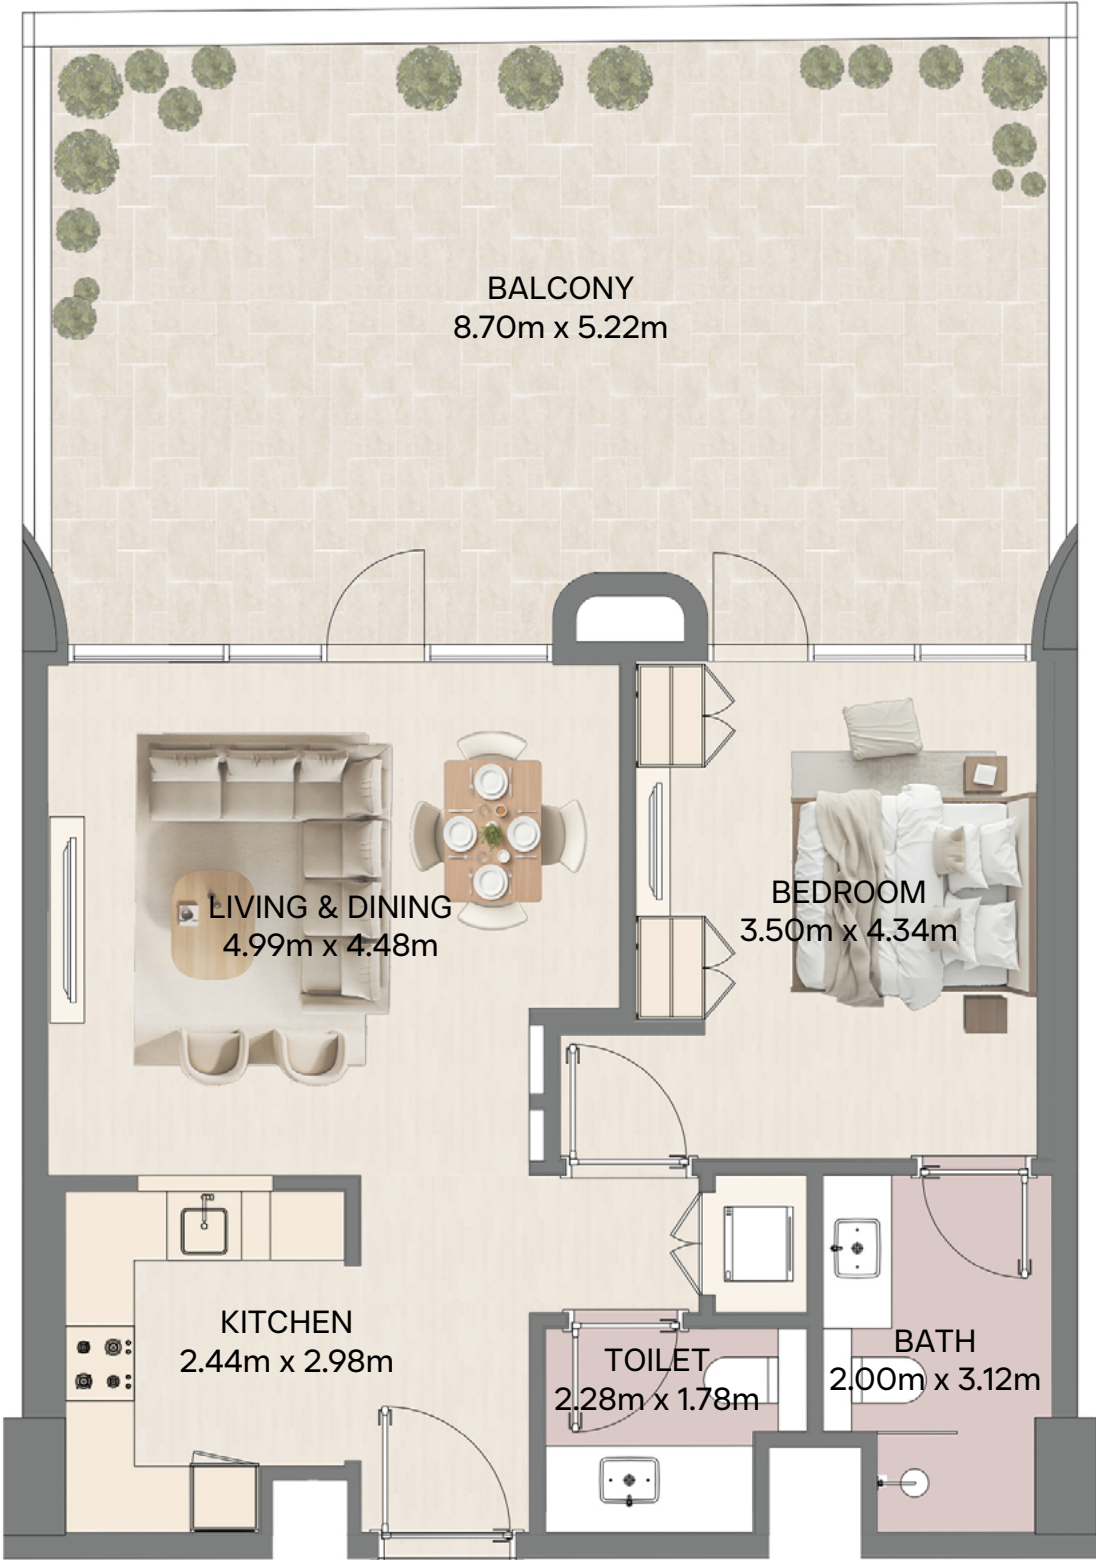 BALCONY
8.70m x 5.22m
LIVING & DINING
4.99m x 4.48m
BEDROOM
3.50m x 4.34m
KITCHEN
2.44m x 2.98m
TOILET
2.28m x 1.78m
BATH
2.00m x 3.12m